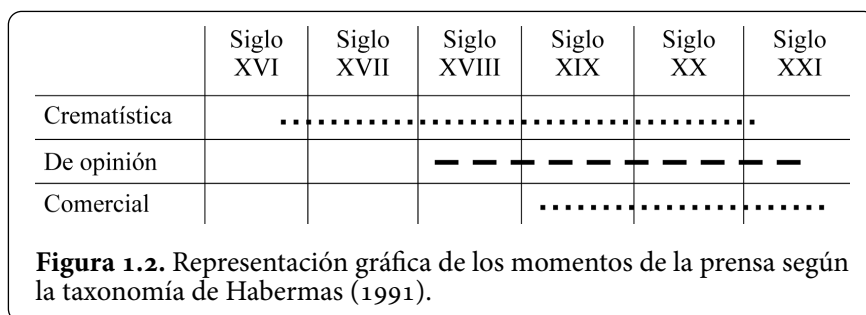 Siglo XVI Siglo XVII Siglo XVIII Siglo XIX Siglo XX Siglo XXI
Crematística
De opinión
Comercial
Figura 1.2. Representación gráfica de los momentos de la prensa según
la taxonomía de Habermas (1991).